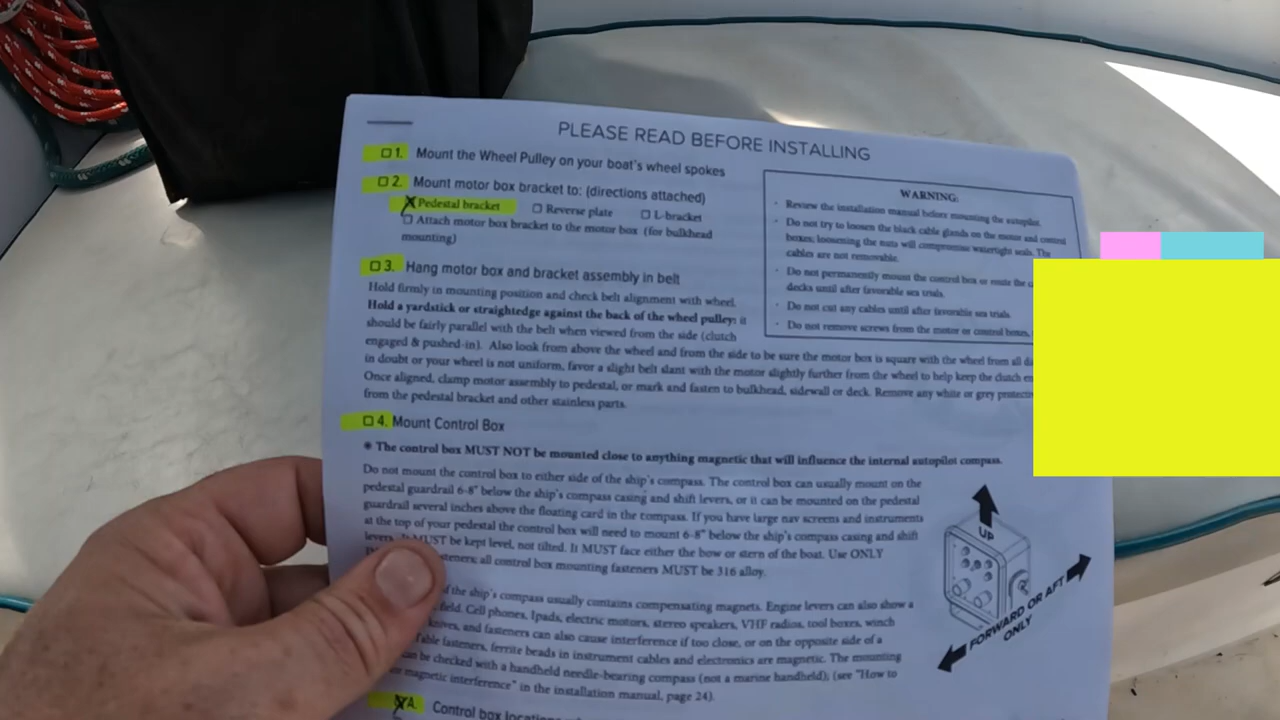 PLEASE READ BEFORE INSTALLING
☐ 1. Mount the Wheel Pulley on your boat's wheel spokes
☐ 2. Mount motor box bracket to: (directions attached)
Pedestal bracket ☐ Reverse plate ☐ L-bracket
☐ Attach motor box bracket to the motor box (for bulkhead
mounting)
WARNING:
· Review the installation manual before mounting the autopilot.
· Do not try to loosen the black cable glands on the motor and control
boxes; loosening the nuts will compromise watertight seals. The
cables are not removable.
· Do not permanently mount the control box or route the
decks until after favorable sea trials.
· Do not cut any cables until after favorable sea trials.
· Do not remove screws from the motor or control boxes.
☐ 3. Hang motor box and bracket assembly in belt
Hold firmly in mounting position and check belt alignment with wheel.
Hold a yardstick or straightedge against the back of the wheel pulley: it
should be fairly parallel with the belt when viewed from the side (clutch
engaged & pushed-in). Also look from above the wheel and from the side to be sure the motor box is square with the wheel from all
in doubt or your wheel is not uniform, favor a slight belt slant with the motor slightly further from the wheel to help keep the clutch
Once aligned, clamp motor assembly to pedestal, or mark and fasten to bulkhead, sidewall or deck. Remove any white or grey
from the pedestal bracket and other stainless parts.
☐ 4. Mount Control Box
* The control box MUST NOT be mounted close to anything magnetic that will influence the internal autopilot compass.
Do not mount the control box to either side of the ship's compass. The control box can usually mount on the
pedestal guardrail 6-8" below the ship's compass casing and shift levers, or it can be mounted on the pedestal
guardrail several inches above the floating card in the compass. If you have large nav screens and instruments
at the top of your pedestal the control box will need to mount 6-8" below the ship's compass casing and shift
levers. It MUST be kept level, not tilted. It MUST face either the bow or stern of the boat. Use ONLY
all control box mounting fasteners MUST be 316 alloy.
of the ship's compass usually contains compensating magnets. Engine levers can also show a
field. Cell phones, Ipads, electric motors, stereo speakers, VHF radios, tool boxes, winch
knives, and fasteners can also cause interference if too close, or on the opposite side of a
fasteners, ferrite beads in instrument cables and electronics are magnetic. The mounting
be checked with a handheld needle-bearing compass (not a marine handheld); (see "How to
magnetic interference" in the installation manual, page 24).
UP
FORWARD OR AFT
ONLY
A. Control box